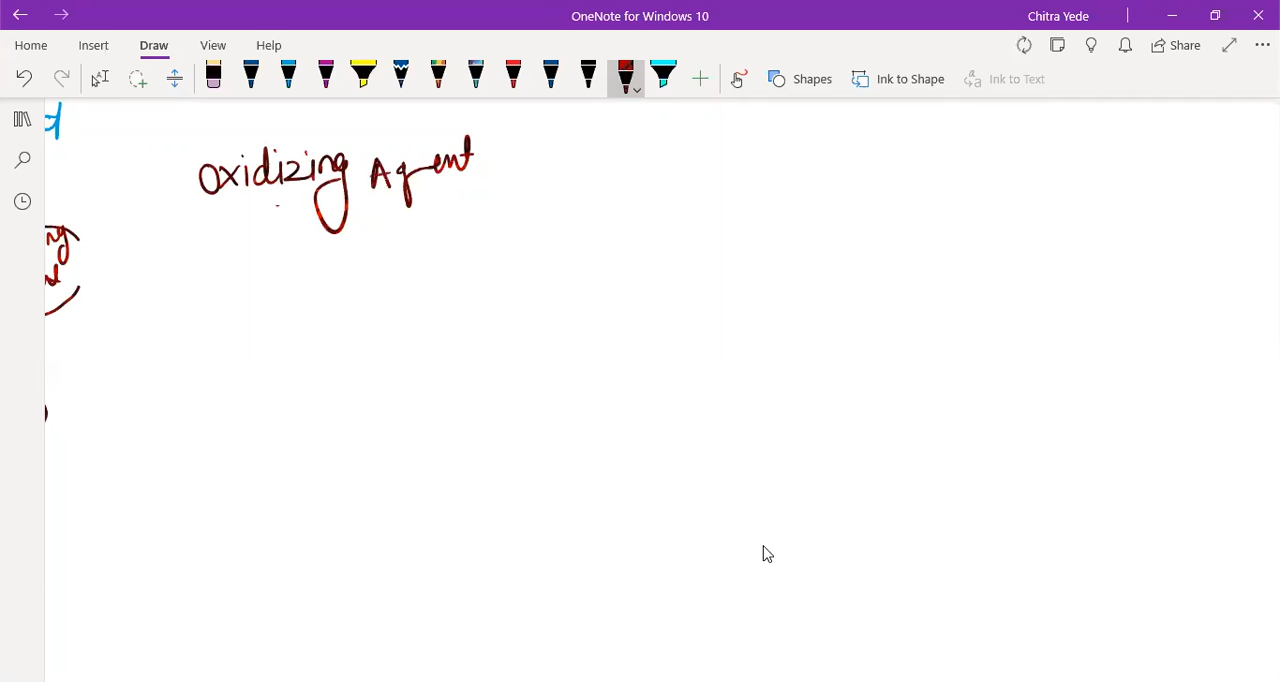 OneNote for Windows 10
Chitra Yede
Home Insert Draw View Help
Share
Shapes Ink to Shape Ink to Text
d
Oxidizing Agent
ng